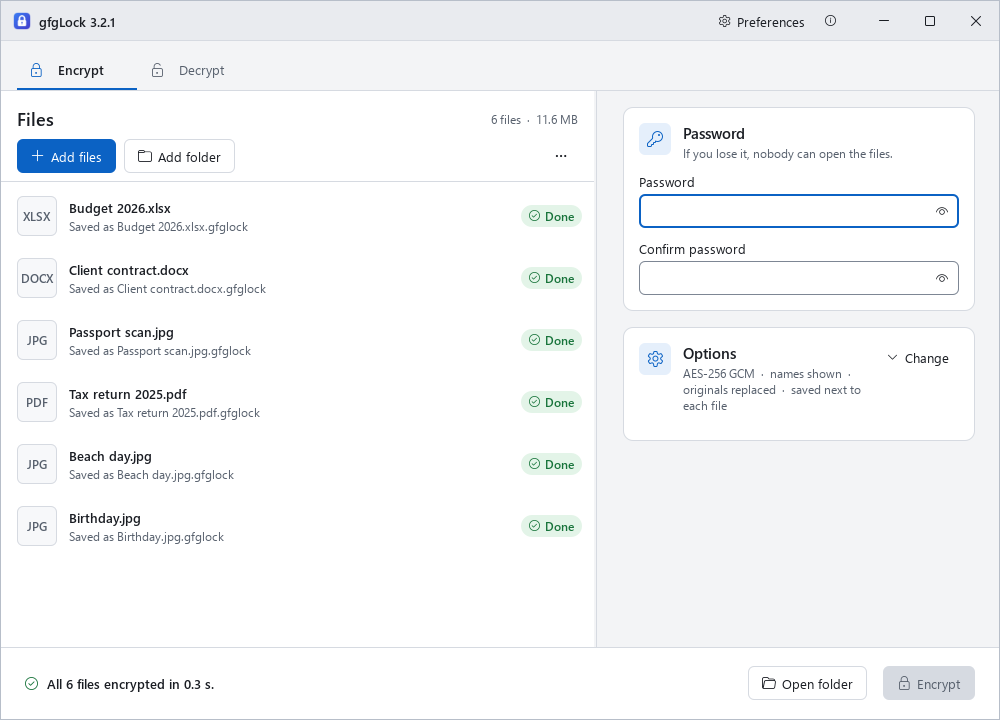 gfgLock 3.2.1
Preferences
Encrypt
Decrypt
Files
6 files · 11.6 MB
Add files
Add folder
XLSX
Budget 2026.xlsx
Saved as Budget 2026.xlsx.gfglock
Done
DOCX
Client contract.docx
Saved as Client contract.docx.gfglock
Done
JPG
Passport scan.jpg
Saved as Passport scan.jpg.gfglock
Done
PDF
Tax return 2025.pdf
Saved as Tax return 2025.pdf.gfglock
Done
JPG
Beach day.jpg
Saved as Beach day.jpg.gfglock
Done
JPG
Birthday.jpg
Saved as Birthday.jpg.gfglock
Done
Password
If you lose it, nobody can open the files.
Password
Confirm password
Options
Change
AES-256 GCM · names shown ·
originals replaced · saved next to
each file
All 6 files encrypted in 0.3 s.
Open folder
Encrypt